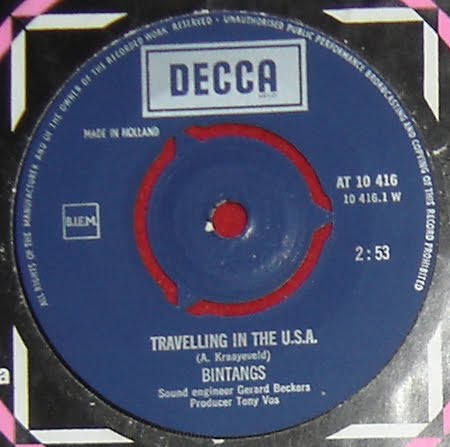 ALL RIGHTS OF THE MANUFACTURER AND OF THE OWNER OF THE RECORDED WORK RESERVED - UNAUTHORISED PUBLIC PERFORMANCE BROADCASTING AND COPYING OF THIS RECORD PROHIBITED
DECCA
MADE IN HOLLAND
AT 10 416
10 416.1 W
B.I.E.M.
2:53
TRAVELLING IN THE U.S.A.
(A. Kraayeveld)
BINTANGS
Sound engineer Gerard Beckers
Producer Tony Vos
a